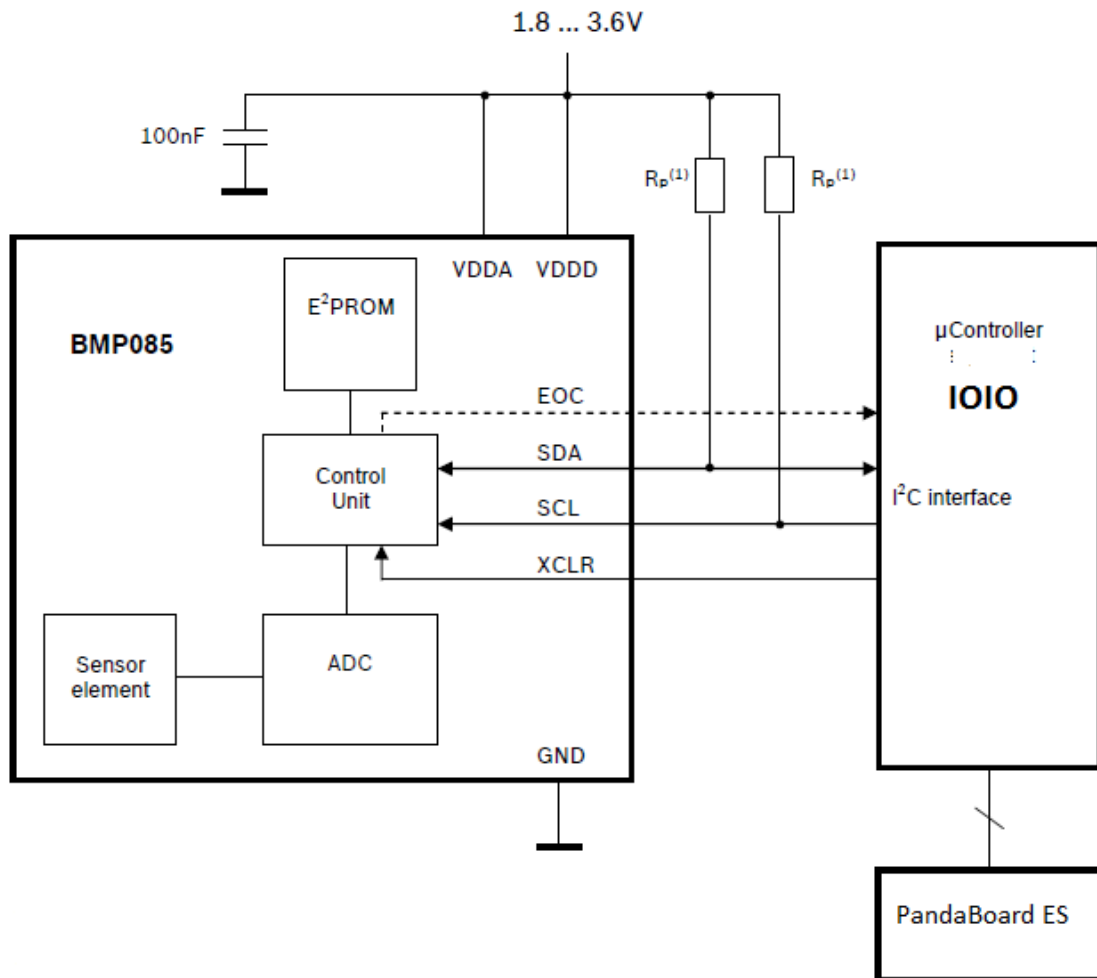 1.8 ... 3.6V
100nF
Rₚ⁽¹⁾
Rₚ⁽¹⁾
VDDA
VDDD
E²PROM
BMP085
µController
IOIO
EOC
SDA
Control
Unit
I²C interface
SCL
XCLR
Sensor
element
ADC
GND
PandaBoard ES